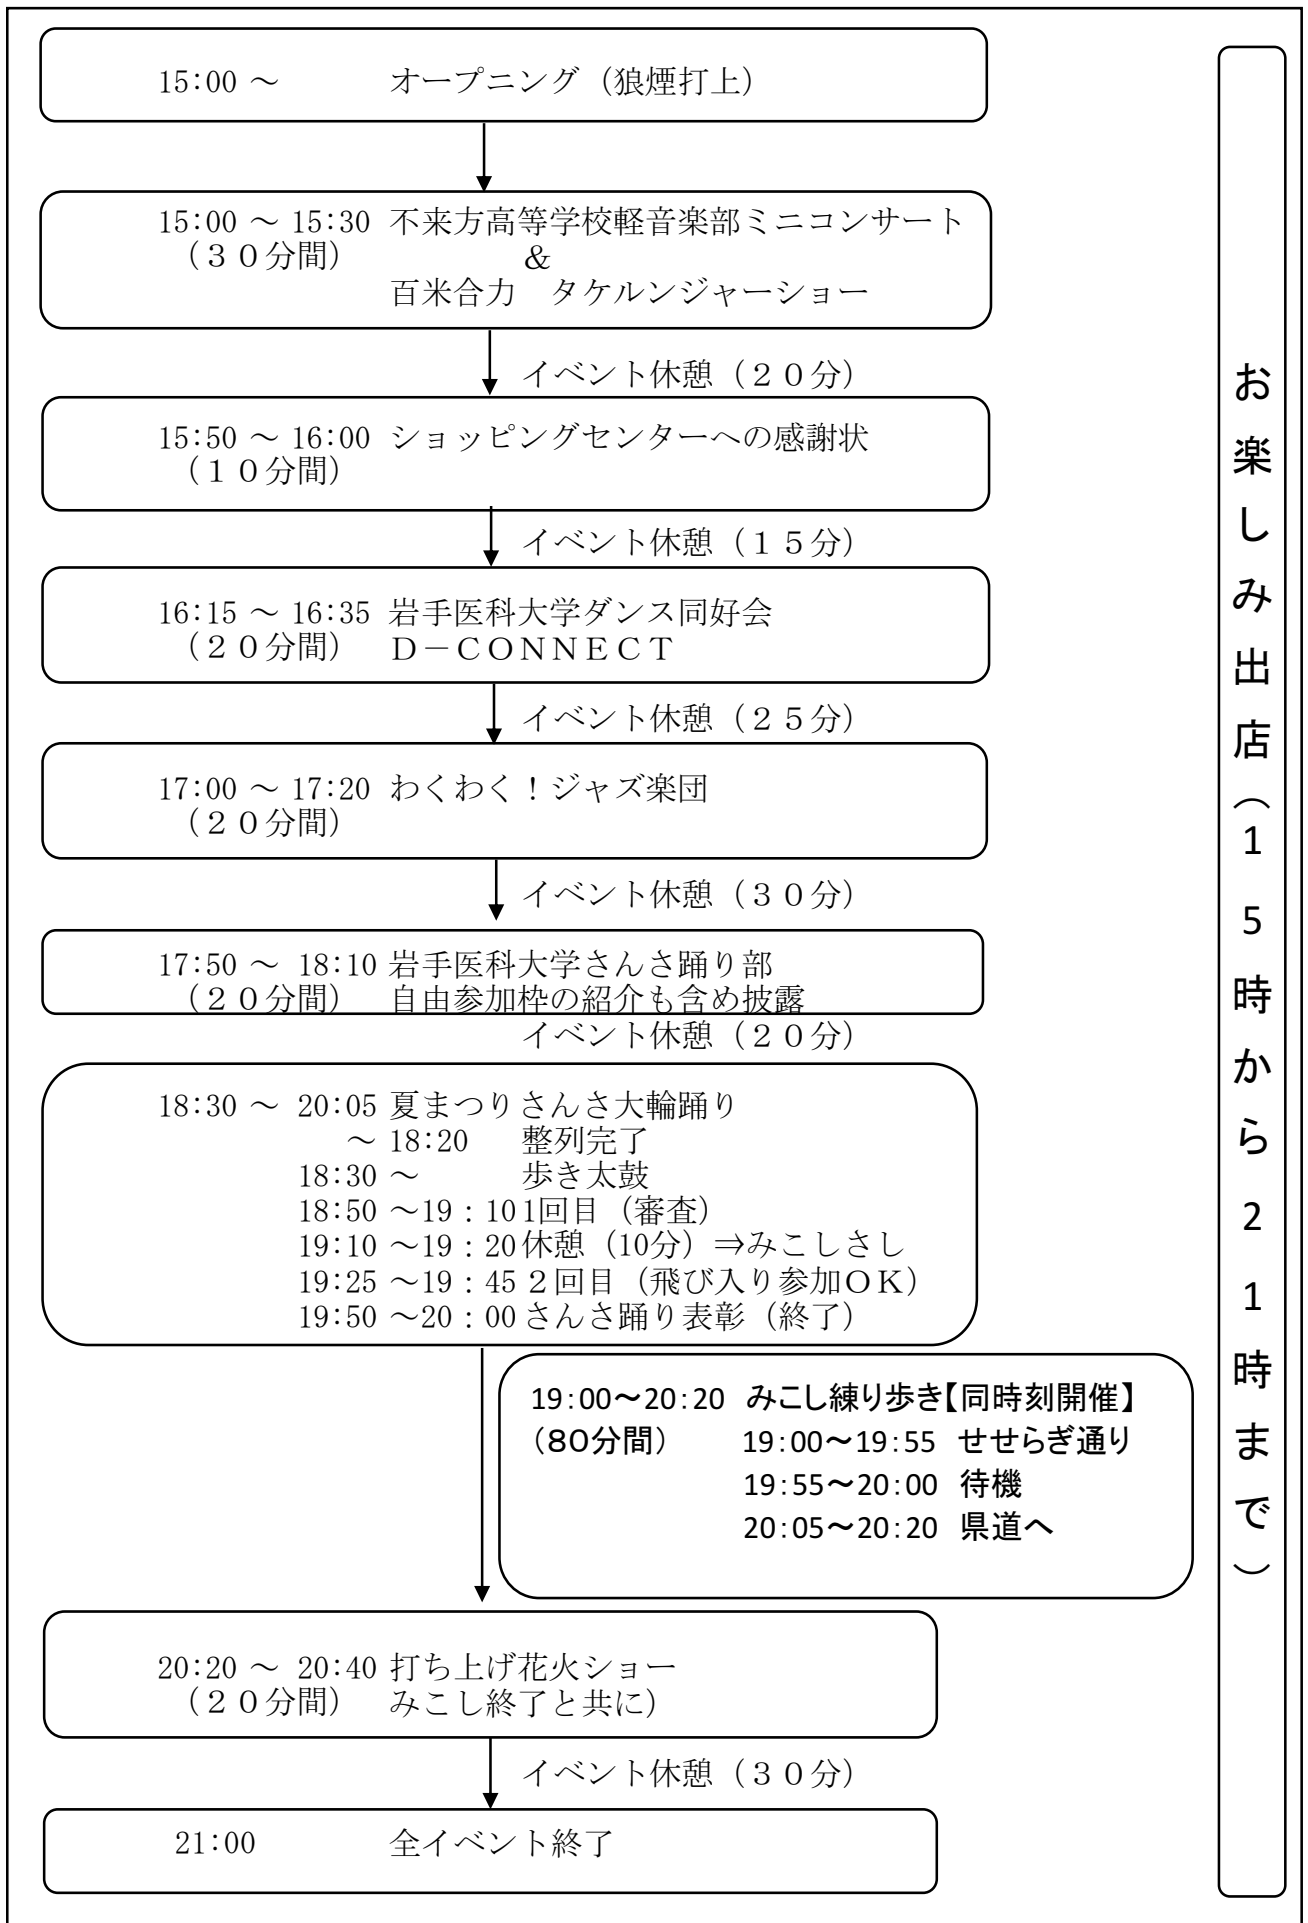 15:00 ～ オープニング（狼煙打上）
15:00 ～ 15:30 不来方高等学校軽音楽部ミニコンサート
（３０分間） ＆
百米合力　タケルンジャーショー
イベント休憩（２０分）
15:50 ～ 16:00 ショッピングセンターへの感謝状
（１０分間）
イベント休憩（１５分）
16:15 ～ 16:35 岩手医科大学ダンス同好会
（２０分間） Ｄ－ＣＯＮＮＥＣＴ
イベント休憩（２５分）
17:00 ～ 17:20 わくわく！ジャズ楽団
（２０分間）
イベント休憩（３０分）
17:50 ～ 18:10 岩手医科大学さんさ踊り部
（２０分間） 自由参加枠の紹介も含め披露
イベント休憩（２０分）
18:30 ～ 20:05 夏まつりさんさ大輪踊り
～ 18:20 整列完了
18:30 ～ 歩き太鼓
18:50 ～19：10 1回目（審査）
19:10 ～19：20 休憩（10分）⇒みこしさし
19:25 ～19：45 ２回目（飛び入り参加ＯＫ）
19:50 ～20：00 さんさ踊り表彰（終了）
19：00～20：20 みこし練り歩き【同時刻開催】
（８０分間） 19：00～19：55 せせらぎ通り
19：55～20：00 待機
20：05～20：20 県道へ
20:20 ～ 20:40 打ち上げ花火ショー
（２０分間） みこし終了と共に）
イベント休憩（３０分）
21:00 全イベント終了
お楽しみ出店（１５時から２１時まで）